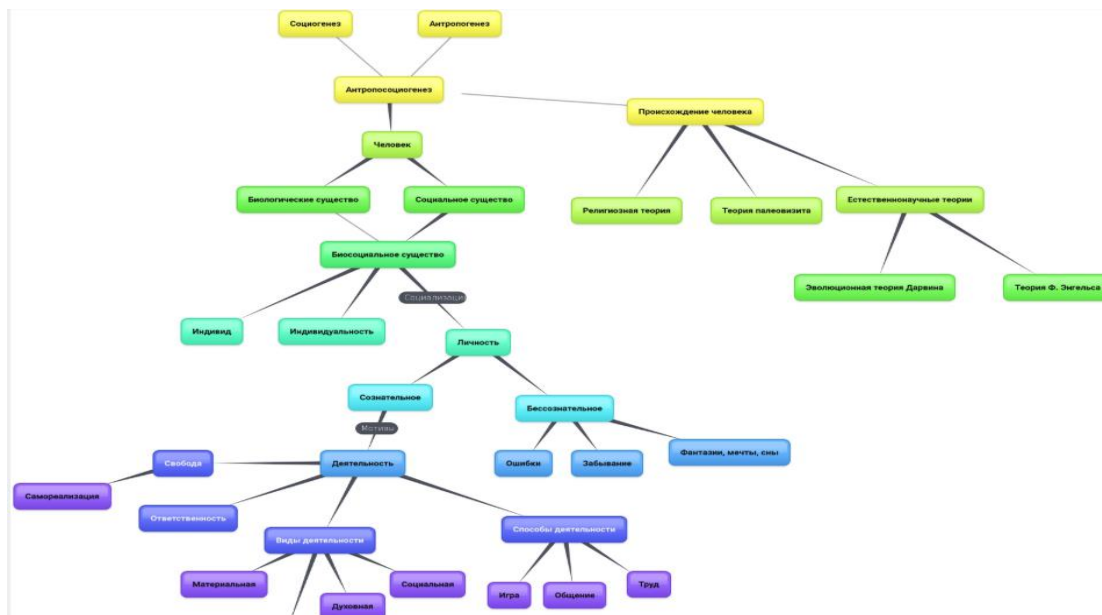 Социогенез
Антропогенез
Антропосоциогенез
Происхождение человека
Человек
Биологические существо
Социальное существо
Религиозная теория
Теория палеовизита
Естественнонаучные теории
Биосоциальное существо
Эволюционная теория Дарвина
Теория Ф. Энгельса
Социализаци
Индивид
Индивидуальность
Личность
Сознательное
Бессознательное
Мотивы
Фантазии, мечты, сны
Свобода
Деятельность
Ошибки
Забывание
Самореализация
Ответственность
Способы деятельности
Виды деятельности
Материальная
Социальная
Духовная
Игра
Общение
Труд